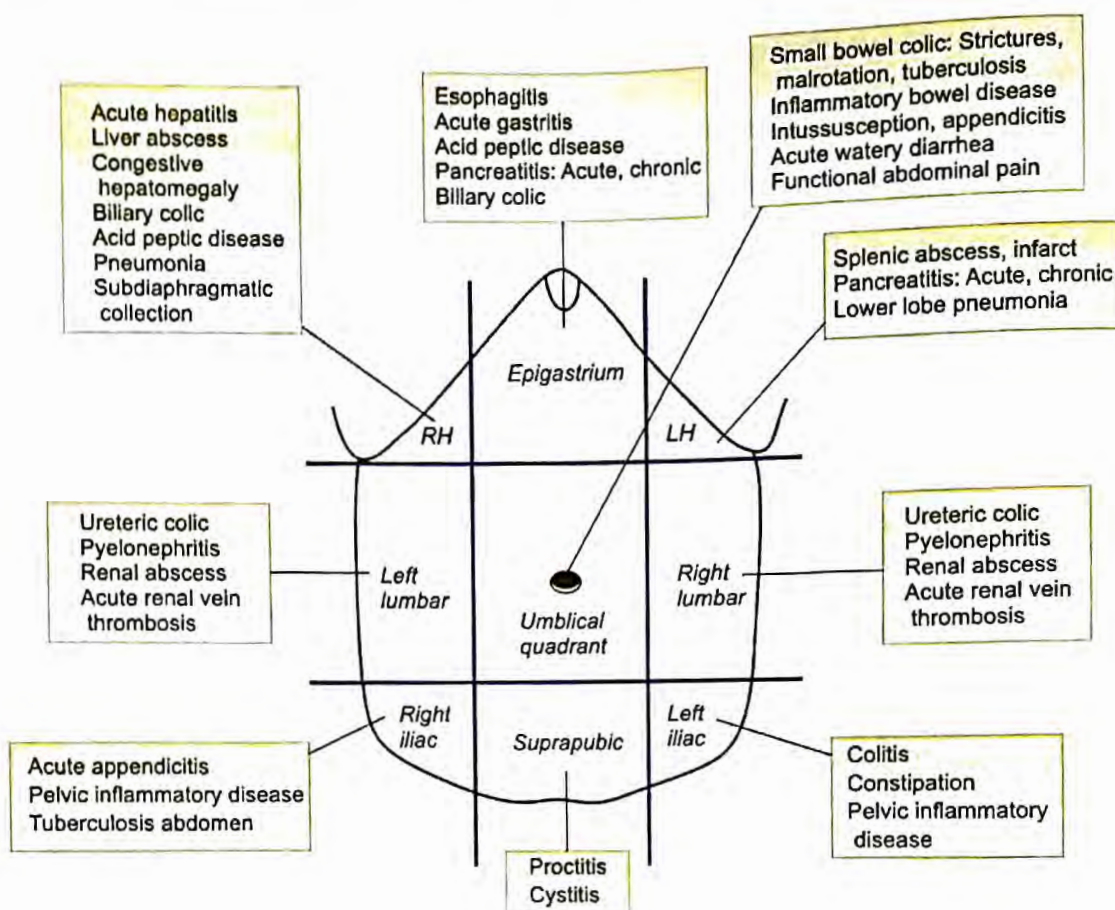 Acute hepatitis
Liver abscess
Congestive
hepatomegaly
Biliary colic
Acid peptic disease
Pneumonia
Subdiaphragmatic
collection
Esophagitis
Acute gastritis
Acid peptic disease
Pancreatitis: Acute, chronic
Biliary colic
Small bowel colic: Strictures,
malrotation, tuberculosis
Inflammatory bowel disease
Intussusception, appendicitis
Acute watery diarrhea
Functional abdominal pain
Splenic abscess, infarct
Pancreatitis: Acute, chronic
Lower lobe pneumonia
Epigastrium
RH
LH
Ureteric colic
Pyelonephritis
Renal abscess
Acute renal vein
thrombosis
Left
lumbar
Umblical
quadrant
Right
lumbar
Ureteric colic
Pyelonephritis
Renal abscess
Acute renal vein
thrombosis
Right
iliac
Suprapubic
Left
iliac
Acute appendicitis
Pelvic inflammatory disease
Tuberculosis abdomen
Proctitis
Cystitis
Colitis
Constipation
Pelvic inflammatory
disease